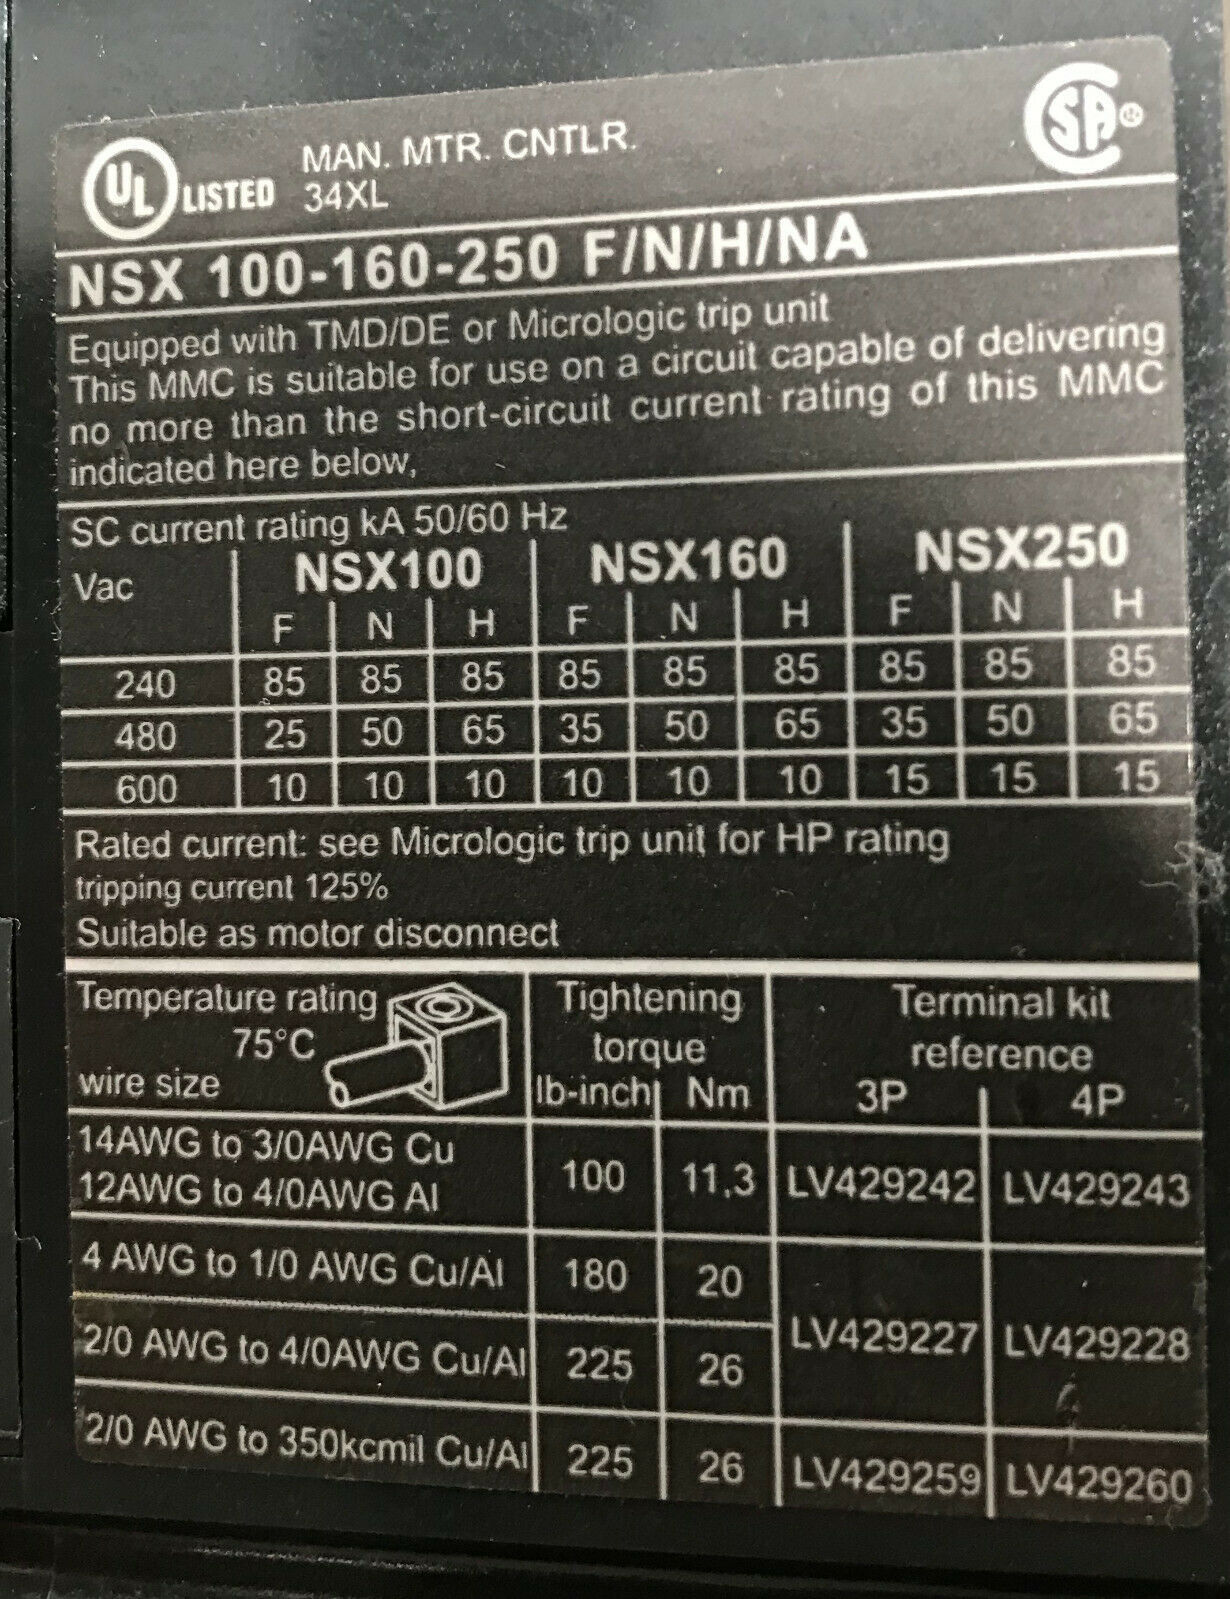 UL LISTED MAN. MTR. CNTLR.
34XL
CSA
NSX 100-160-250 F/N/H/NA
Equipped with TMD/DE or Micrologic trip unit
This MMC is suitable for use on a circuit capable of delivering
no more than the short-circuit current rating of this MMC
indicated here below,
SC current rating kA 50/60 Hz
Vac NSX100 NSX160 NSX250
F N H F N H F N H
240 85 85 85 85 85 85 85 85 85
480 25 50 65 35 50 65 35 50 65
600 10 10 10 10 10 10 15 15 15
Rated current: see Micrologic trip unit for HP rating
tripping current 125%
Suitable as motor disconnect
Temperature rating
75°C
wire size
Tightening
torque
lb-inch Nm
Terminal kit
reference
3P 4P
14AWG to 3/0AWG Cu
12AWG to 4/0AWG Al
100 11,3 LV429242 LV429243
4 AWG to 1/0 AWG Cu/Al 180 20
2/0 AWG to 4/0AWG Cu/Al 225 26
LV429227 LV429228
2/0 AWG to 350kcmil Cu/Al 225 26 LV429259 LV429260